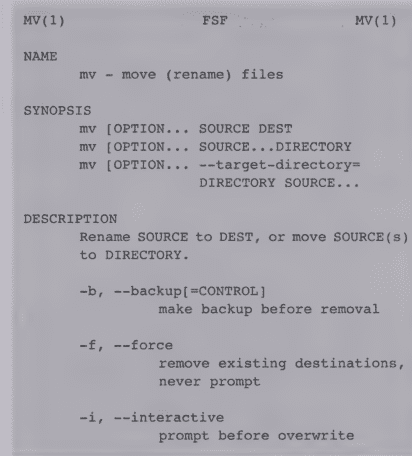 MV(1) FSF MV(1)
NAME
mv - move (rename) files
SYNOPSIS
mv [OPTION... SOURCE DEST
mv [OPTION... SOURCE...DIRECTORY
mv [OPTION... --target-directory=
DIRECTORY SOURCE...
DESCRIPTION
Rename SOURCE to DEST, or move SOURCE(s)
to DIRECTORY.
-b, --backup[=CONTROL]
make backup before removal
-f, --force
remove existing destinations,
never prompt
-i, --interactive
prompt before overwrite